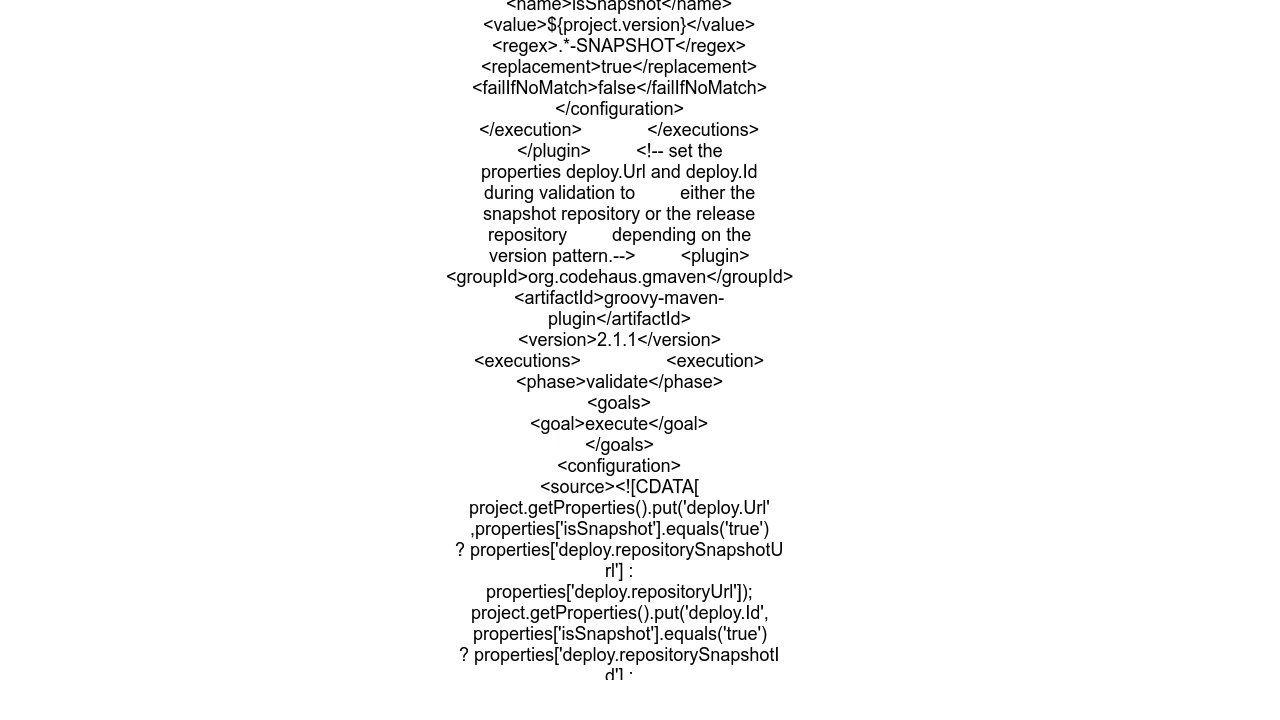 <name>isSnapshot</name>
<value>${project.version}</value>
<regex>.*-SNAPSHOT</regex>
<replacement>true</replacement>
<failIfNoMatch>false</failIfNoMatch>
</configuration>
</execution> </executions>
</plugin> <!-- set the
properties deploy.Url and deploy.Id
during validation to either the
snapshot repository or the release
repository depending on the
version pattern.--> <plugin>
<groupId>org.codehaus.gmaven</groupId>
<artifactId>groovy-maven-
plugin</artifactId>
<version>2.1.1</version>
<executions> <execution>
<phase>validate</phase>
<goals>
<goal>execute</goal>
</goals>
<configuration>
<source><![CDATA[
project.getProperties().put('deploy.Url'
,properties['isSnapshot'].equals('true')
? properties['deploy.repositorySnapshotU
rl'] :
properties['deploy.repositoryUrl']);
project.getProperties().put('deploy.Id',
properties['isSnapshot'].equals('true')
? properties['deploy.repositorySnapshotI
d'] :